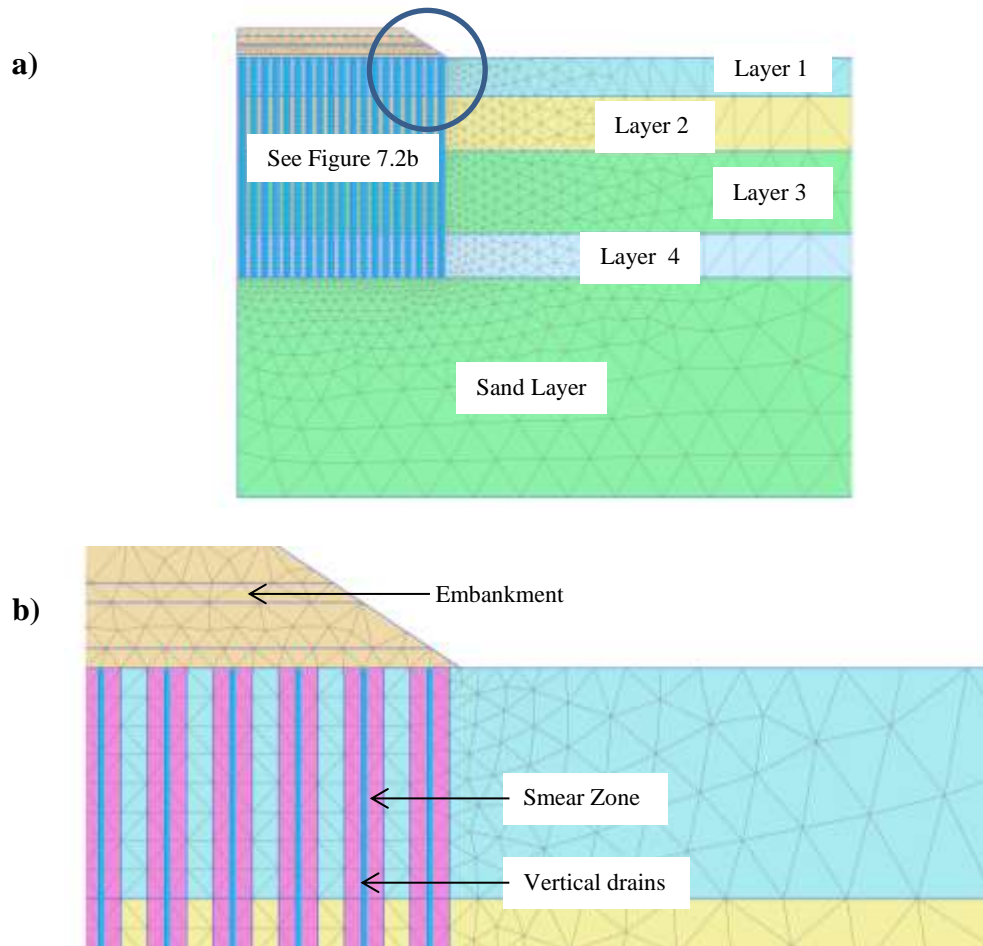 a)
Layer 1
Layer 2
See Figure 7.2b
Layer 3
Layer 4
Sand Layer
b)
Embankment
Smear Zone
Vertical drains